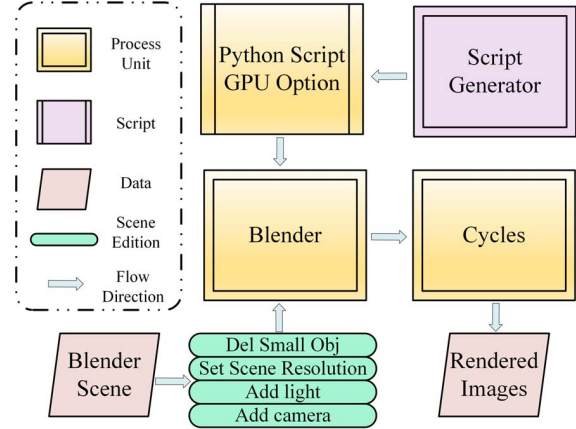 Process
Unit
Script
Data
Scene
Edition
Flow
Direction
Python Script
GPU Option
Script
Generator
Blender
Cycles
Blender
Scene
Del Small Obj
Set Scene Resolution
Add light
Add camera
Rendered
Images